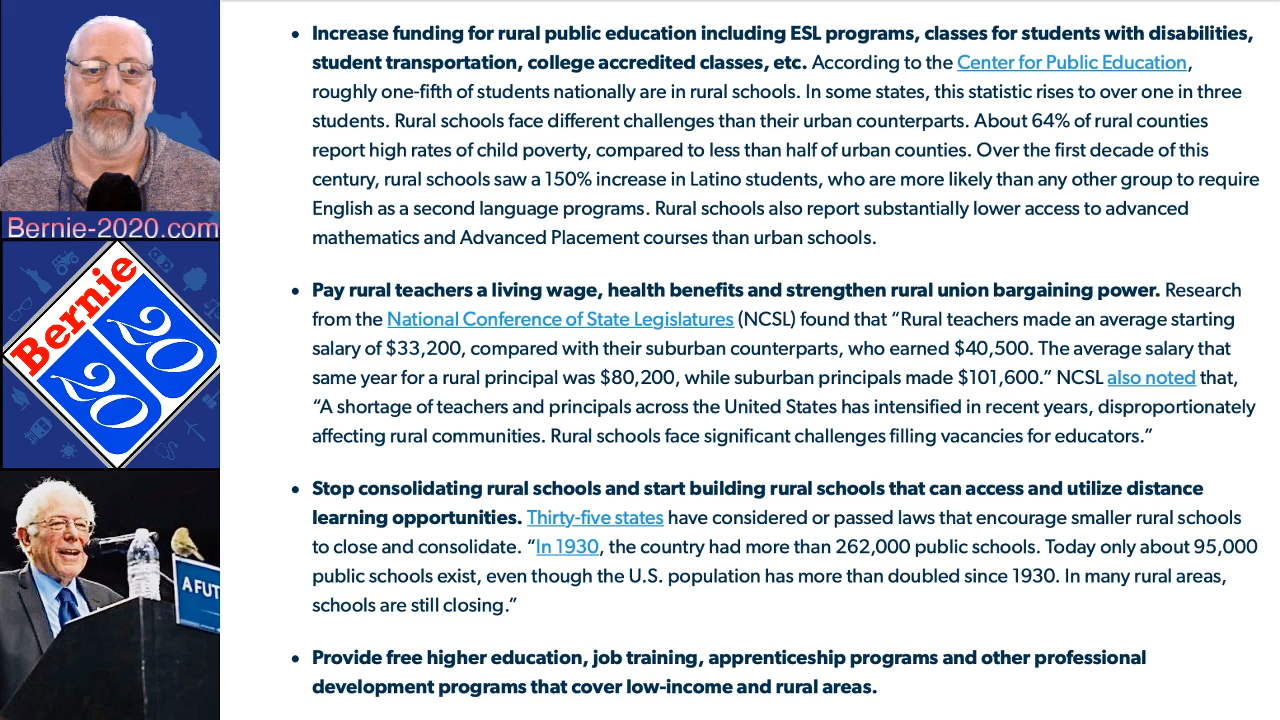 Bernie-2020.com
Bernie
20
20
A FUT
• Increase funding for rural public education including ESL programs, classes for students with disabilities,
student transportation, college accredited classes, etc. According to the Center for Public Education,
roughly one-fifth of students nationally are in rural schools. In some states, this statistic rises to over one in three
students. Rural schools face different challenges than their urban counterparts. About 64% of rural counties
report high rates of child poverty, compared to less than half of urban counties. Over the first decade of this
century, rural schools saw a 150% increase in Latino students, who are more likely than any other group to require
English as a second language programs. Rural schools also report substantially lower access to advanced
mathematics and Advanced Placement courses than urban schools.
• Pay rural teachers a living wage, health benefits and strengthen rural union bargaining power. Research
from the National Conference of State Legislatures (NCSL) found that “Rural teachers made an average starting
salary of $33,200, compared with their suburban counterparts, who earned $40,500. The average salary that
same year for a rural principal was $80,200, while suburban principals made $101,600.” NCSL also noted that,
“A shortage of teachers and principals across the United States has intensified in recent years, disproportionately
affecting rural communities. Rural schools face significant challenges filling vacancies for educators.”
• Stop consolidating rural schools and start building rural schools that can access and utilize distance
learning opportunities. Thirty-five states have considered or passed laws that encourage smaller rural schools
to close and consolidate. “In 1930, the country had more than 262,000 public schools. Today only about 95,000
public schools exist, even though the U.S. population has more than doubled since 1930. In many rural areas,
schools are still closing.”
• Provide free higher education, job training, apprenticeship programs and other professional
development programs that cover low-income and rural areas.